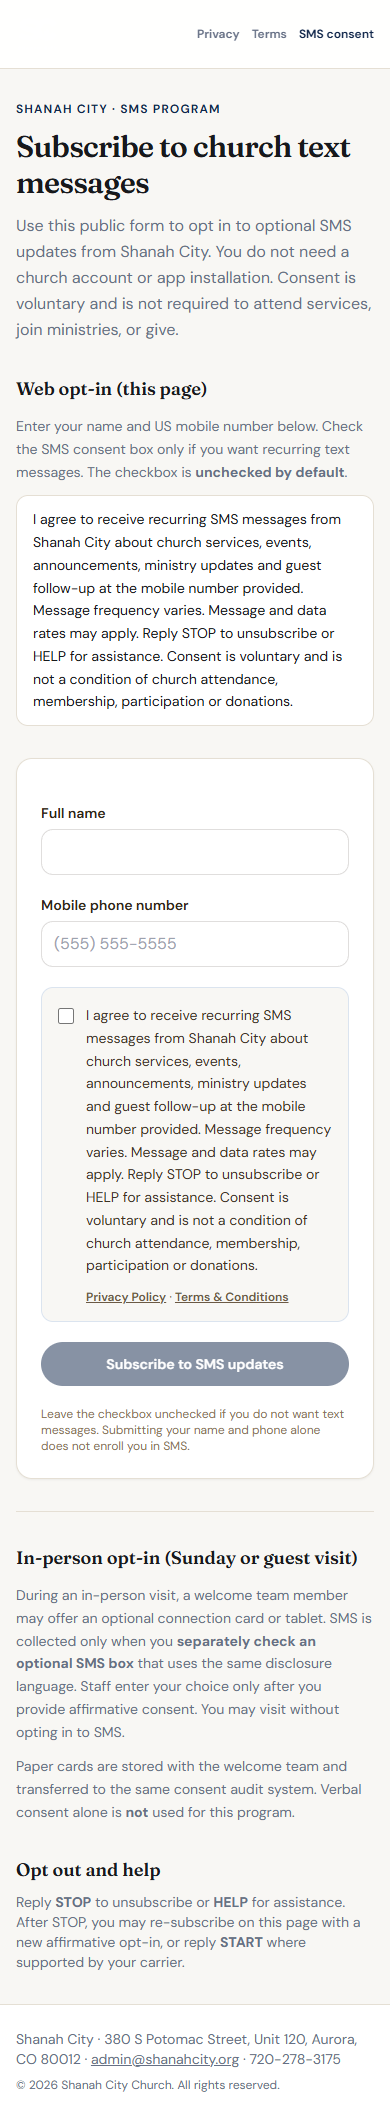 Privacy Terms SMS consent
SHANAH CITY · SMS PROGRAM
Subscribe to church text
messages
Use this public form to opt in to optional SMS
updates from Shanah City. You do not need a
church account or app installation. Consent is
voluntary and is not required to attend services,
join ministries, or give.
Web opt-in (this page)
Enter your name and US mobile number below. Check
the SMS consent box only if you want recurring text
messages. The checkbox is unchecked by default.
I agree to receive recurring SMS messages from
Shanah City about church services, events,
announcements, ministry updates and guest
follow-up at the mobile number provided.
Message frequency varies. Message and data
rates may apply. Reply STOP to unsubscribe or
HELP for assistance. Consent is voluntary and is
not a condition of church attendance,
membership, participation or donations.
Full name
Mobile phone number
(555) 555-5555
I agree to receive recurring SMS
messages from Shanah City about
church services, events,
announcements, ministry updates
and guest follow-up at the mobile
number provided. Message frequency
varies. Message and data rates may
apply. Reply STOP to unsubscribe or
HELP for assistance. Consent is
voluntary and is not a condition of
church attendance, membership,
participation or donations.
Privacy Policy · Terms & Conditions
Subscribe to SMS updates
Leave the checkbox unchecked if you do not want text
messages. Submitting your name and phone alone
does not enroll you in SMS.
In-person opt-in (Sunday or guest visit)
During an in-person visit, a welcome team member
may offer an optional connection card or tablet. SMS is
collected only when you separately check an
optional SMS box that uses the same disclosure
language. Staff enter your choice only after you
provide affirmative consent. You may visit without
opting in to SMS.
Paper cards are stored with the welcome team and
transferred to the same consent audit system. Verbal
consent alone is not used for this program.
Opt out and help
Reply STOP to unsubscribe or HELP for assistance.
After STOP, you may re-subscribe on this page with a
new affirmative opt-in, or reply START where
supported by your carrier.
Shanah City · 380 S Potomac Street, Unit 120, Aurora,
CO 80012 · admin@shanahcity.org · 720-278-3175
© 2026 Shanah City Church. All rights reserved.